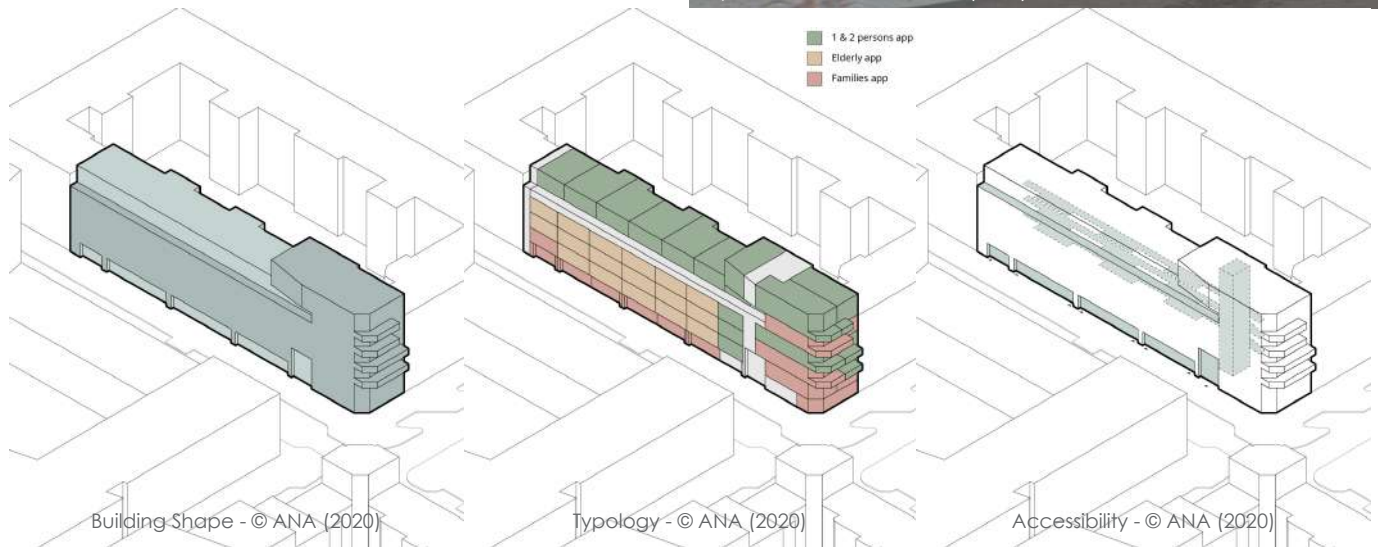 1 & 2 persons app
Elderly app
Families app
Building Shape - © ANA (2020)
Typology - © ANA (2020)
Accessibility - © ANA (2020)